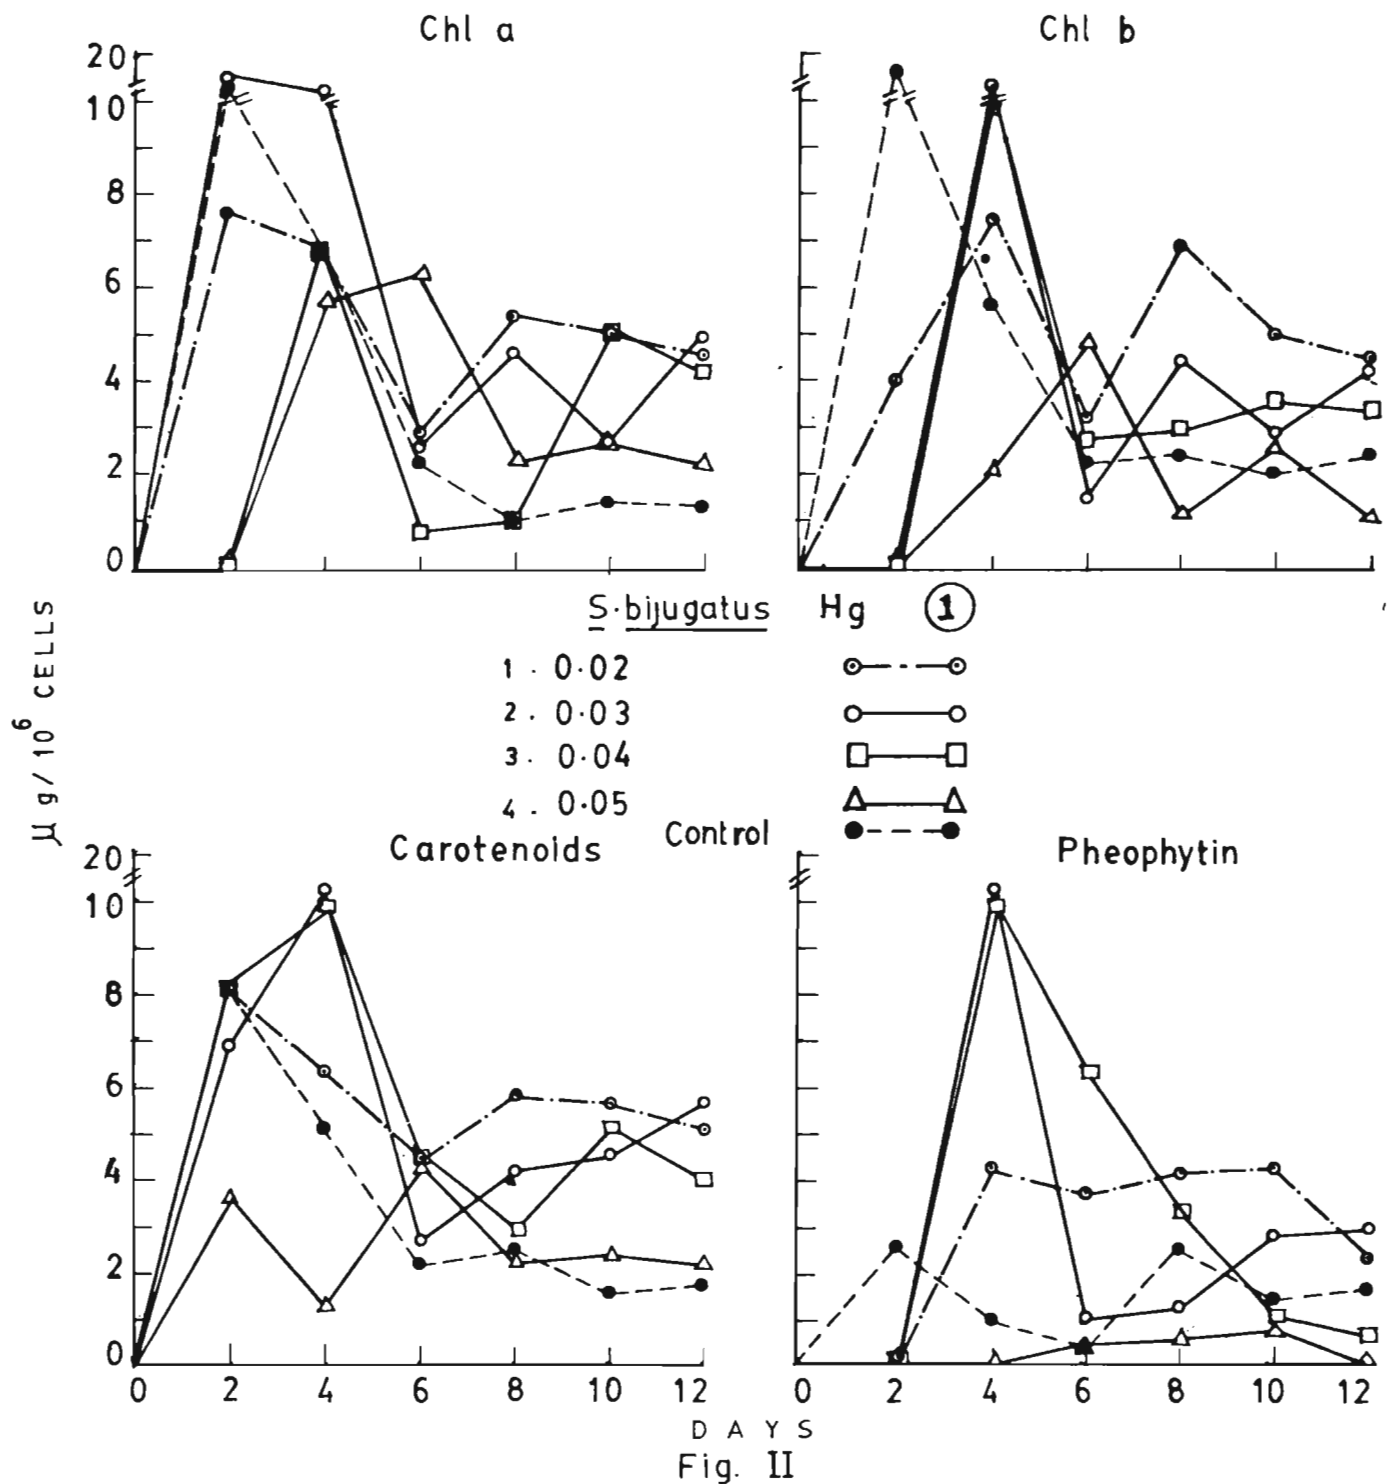 Chl a
Chl b
20
10
8
6
4
2
0
S. bijugatus Hg 1
1. 0.02
2. 0.03
3. 0.04
4. 0.05
Control
µg/10⁶ CELLS
Carotenoids
Pheophytin
20
10
8
6
4
2
0
0 2 4 6 8 10 12
0 2 4 6 8 10 12
DAYS
Fig. II